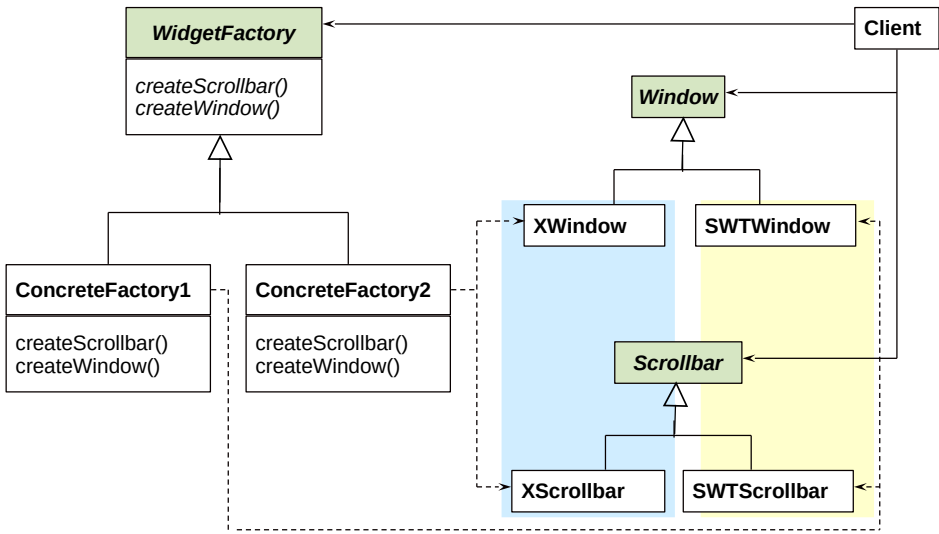 WidgetFactory
Client
createScrollbar()
createWindow()
Window
XWindow
SWTWindow
ConcreteFactory1
ConcreteFactory2
createScrollbar()
createWindow()
createScrollbar()
createWindow()
Scrollbar
XScrollbar
SWTScrollbar